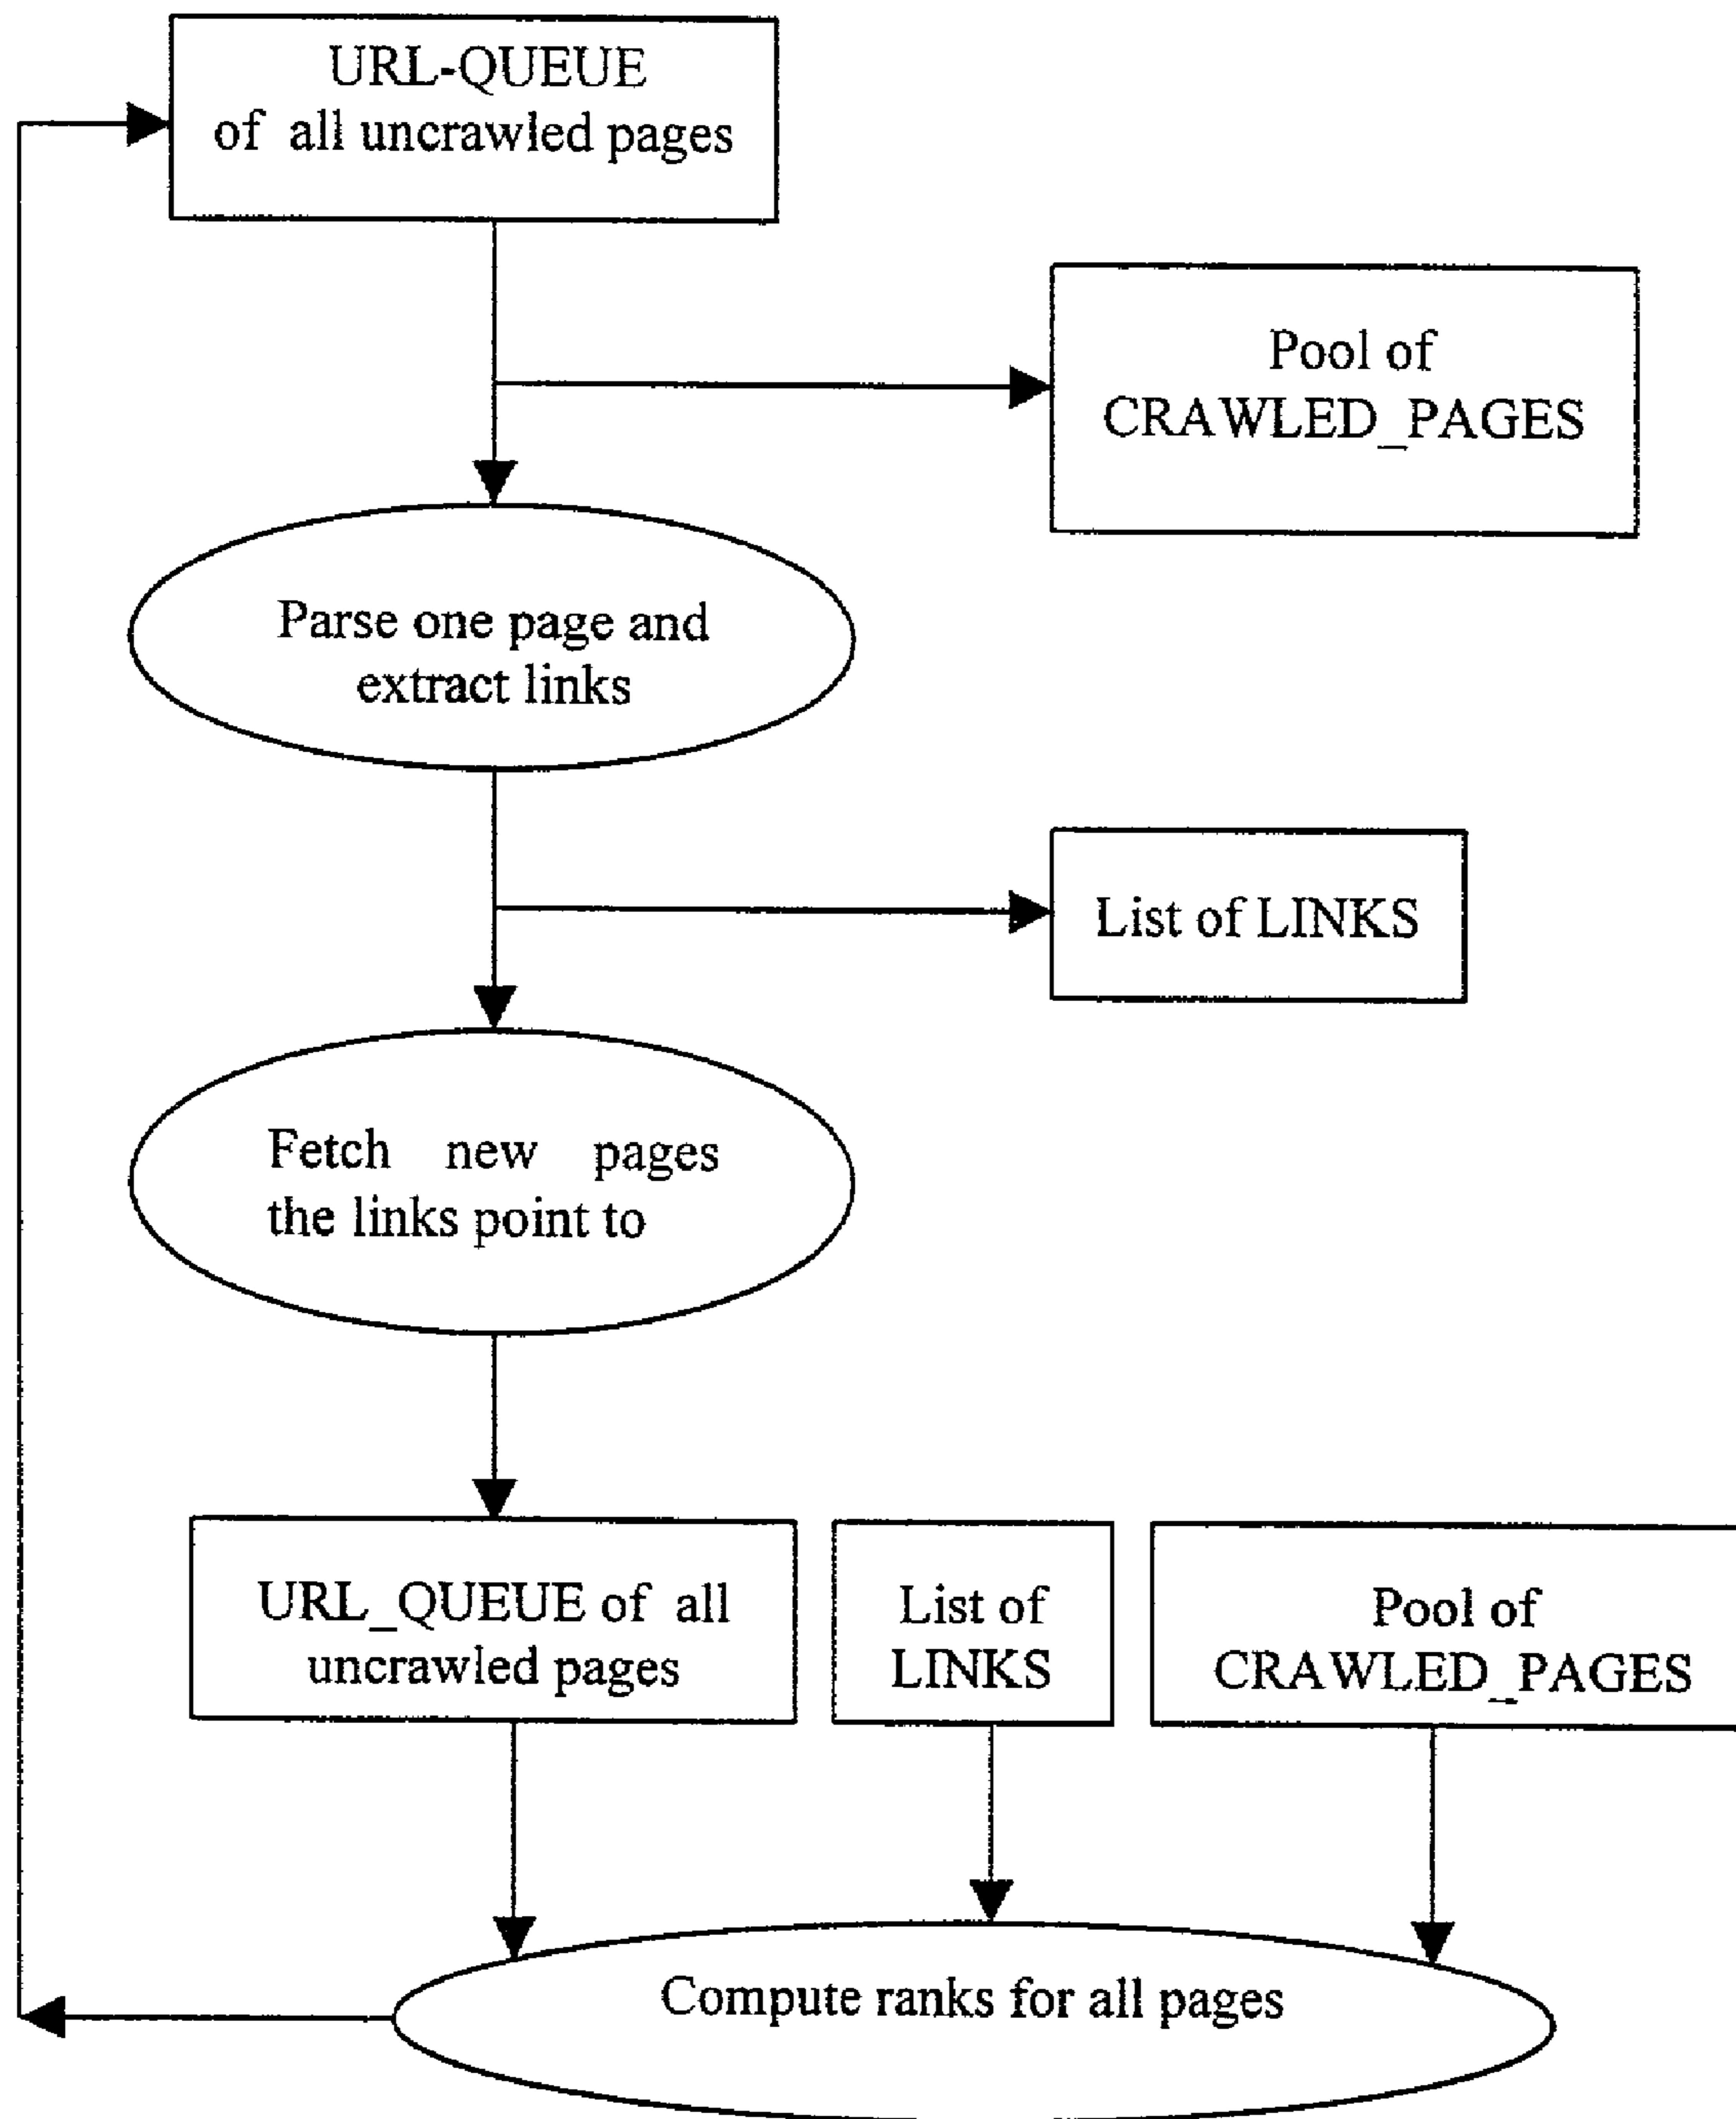 URL-QUEUE
of all uncrawled pages
Pool of
CRAWLED_PAGES
Parse one page and
extract links
List of LINKS
Fetch new pages
the links point to
URL_QUEUE of all
uncrawled pages
List of
LINKS
Pool of
CRAWLED_PAGES
Compute ranks for all pages